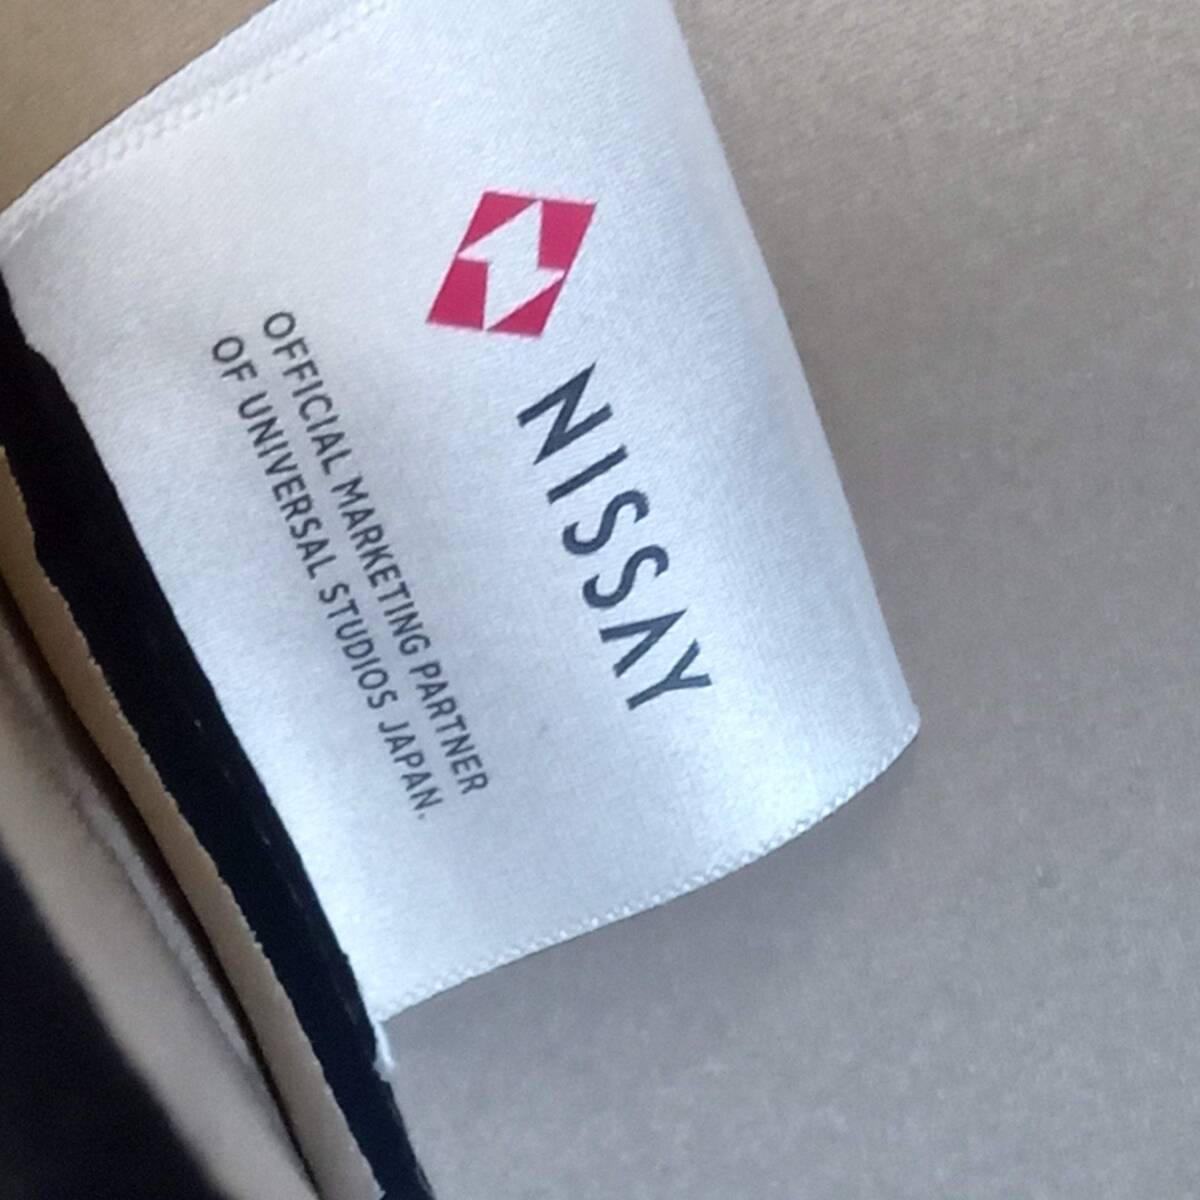 NISSAY
OFFICIAL MARKETING PARTNER
OF UNIVERSAL STUDIOS JAPAN.